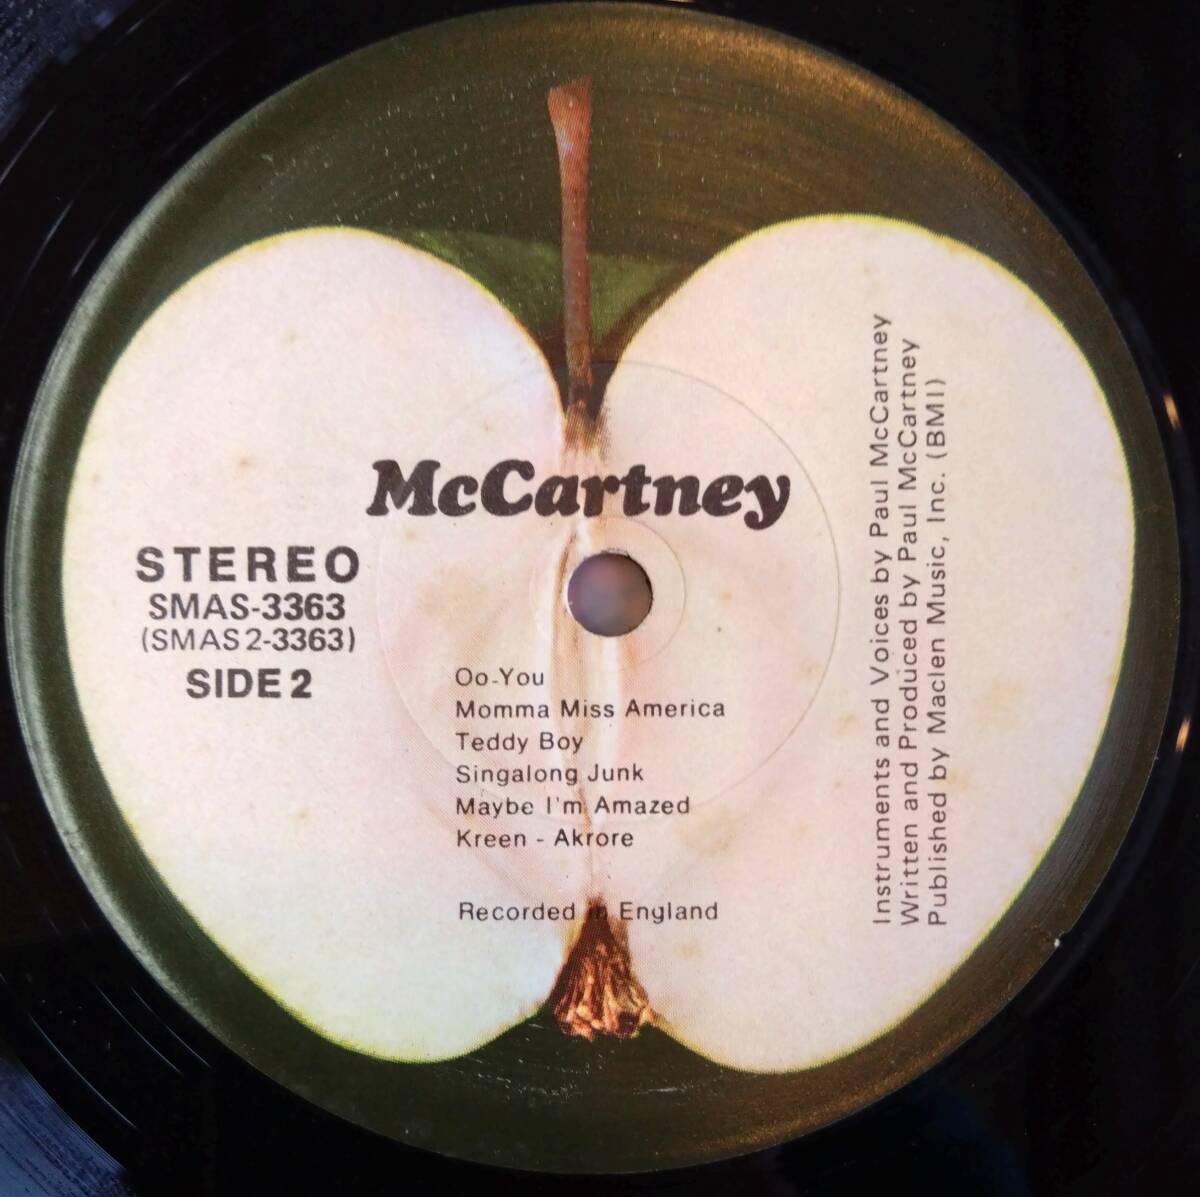 McCartney
STEREO
SMAS-3363
(SMAS 2-3363)
SIDE 2
Oo-You
Momma Miss America
Teddy Boy
Singalong Junk
Maybe I'm Amazed
Kreen - Akrore
Recorded in England
Instruments and Voices by Paul McCartney
Written and Produced by Paul McCartney
Published by Maclen Music, Inc. (BMI)